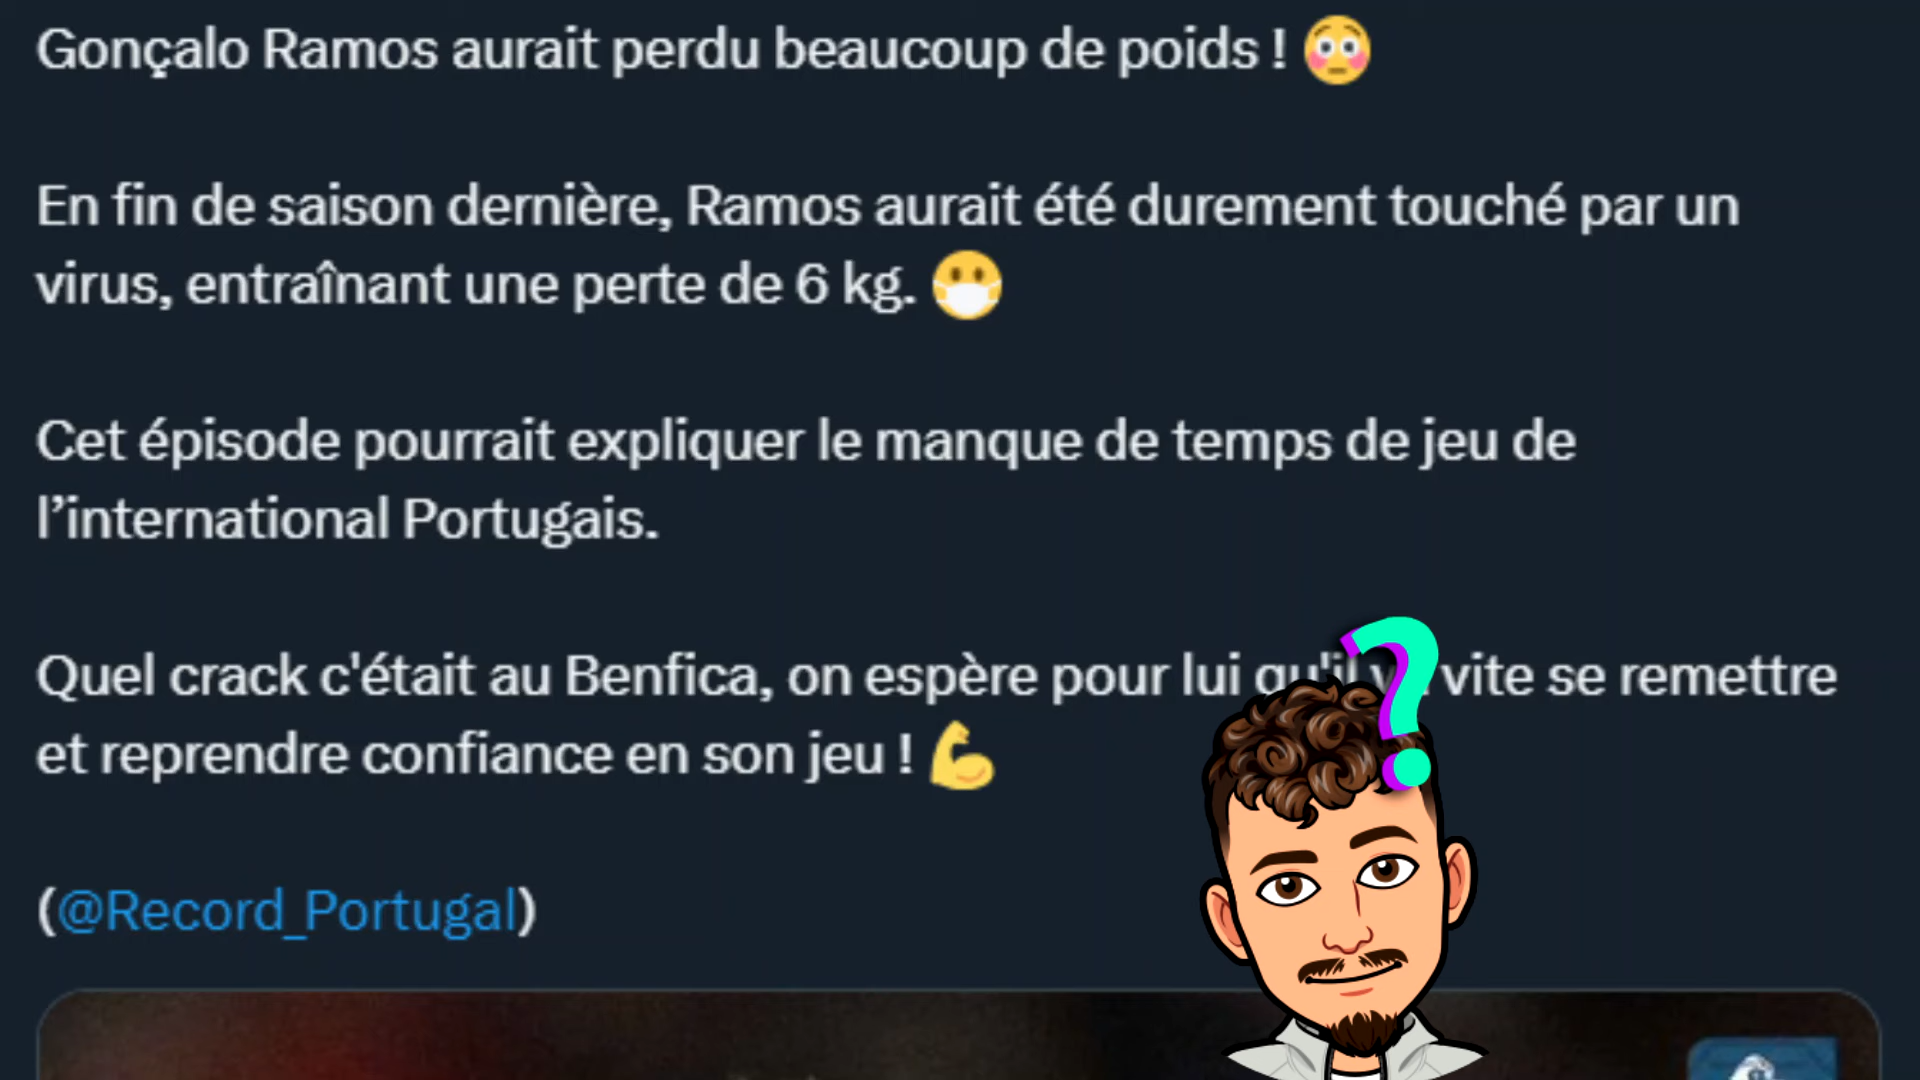 Gonçalo Ramos aurait perdu beaucoup de poids ! 😳
En fin de saison dernière, Ramos aurait été durement touché par un
virus, entraînant une perte de 6 kg. 😷
Cet épisode pourrait expliquer le manque de temps de jeu de
l’international Portugais.
Quel crack c'était au Benfica, on espère pour lui qu'il vite se remettre
et reprendre confiance en son jeu ! 💪
(@Record_Portugal)
?